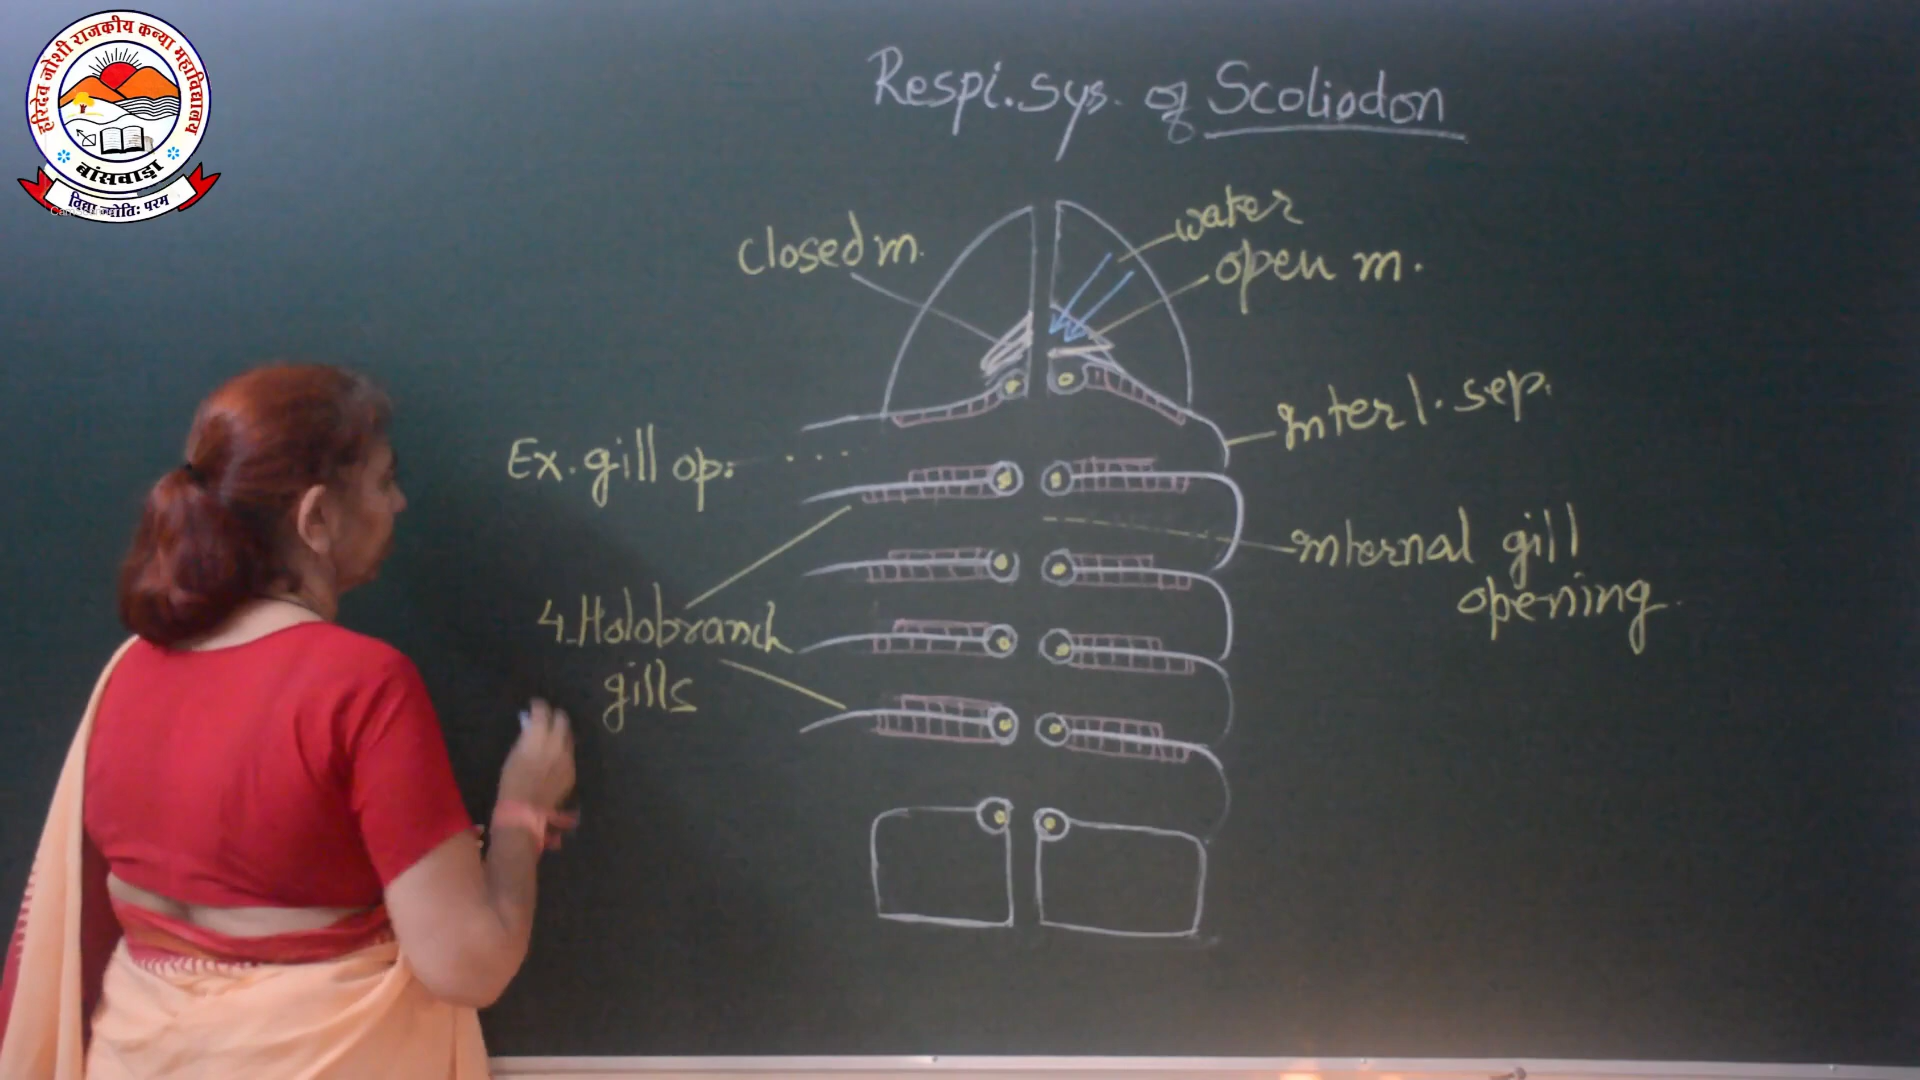 हरिदेव जोशी राजकीय कन्या महाविद्यालय
बांसवाड़ा
विद्या ज्योतिः परम
Respi. Sys. of Scoliodon
closed m.
water
open m.
Inter l. sep.
Ex. gill op.
Internal gill
opening
4-Holobranch
gills